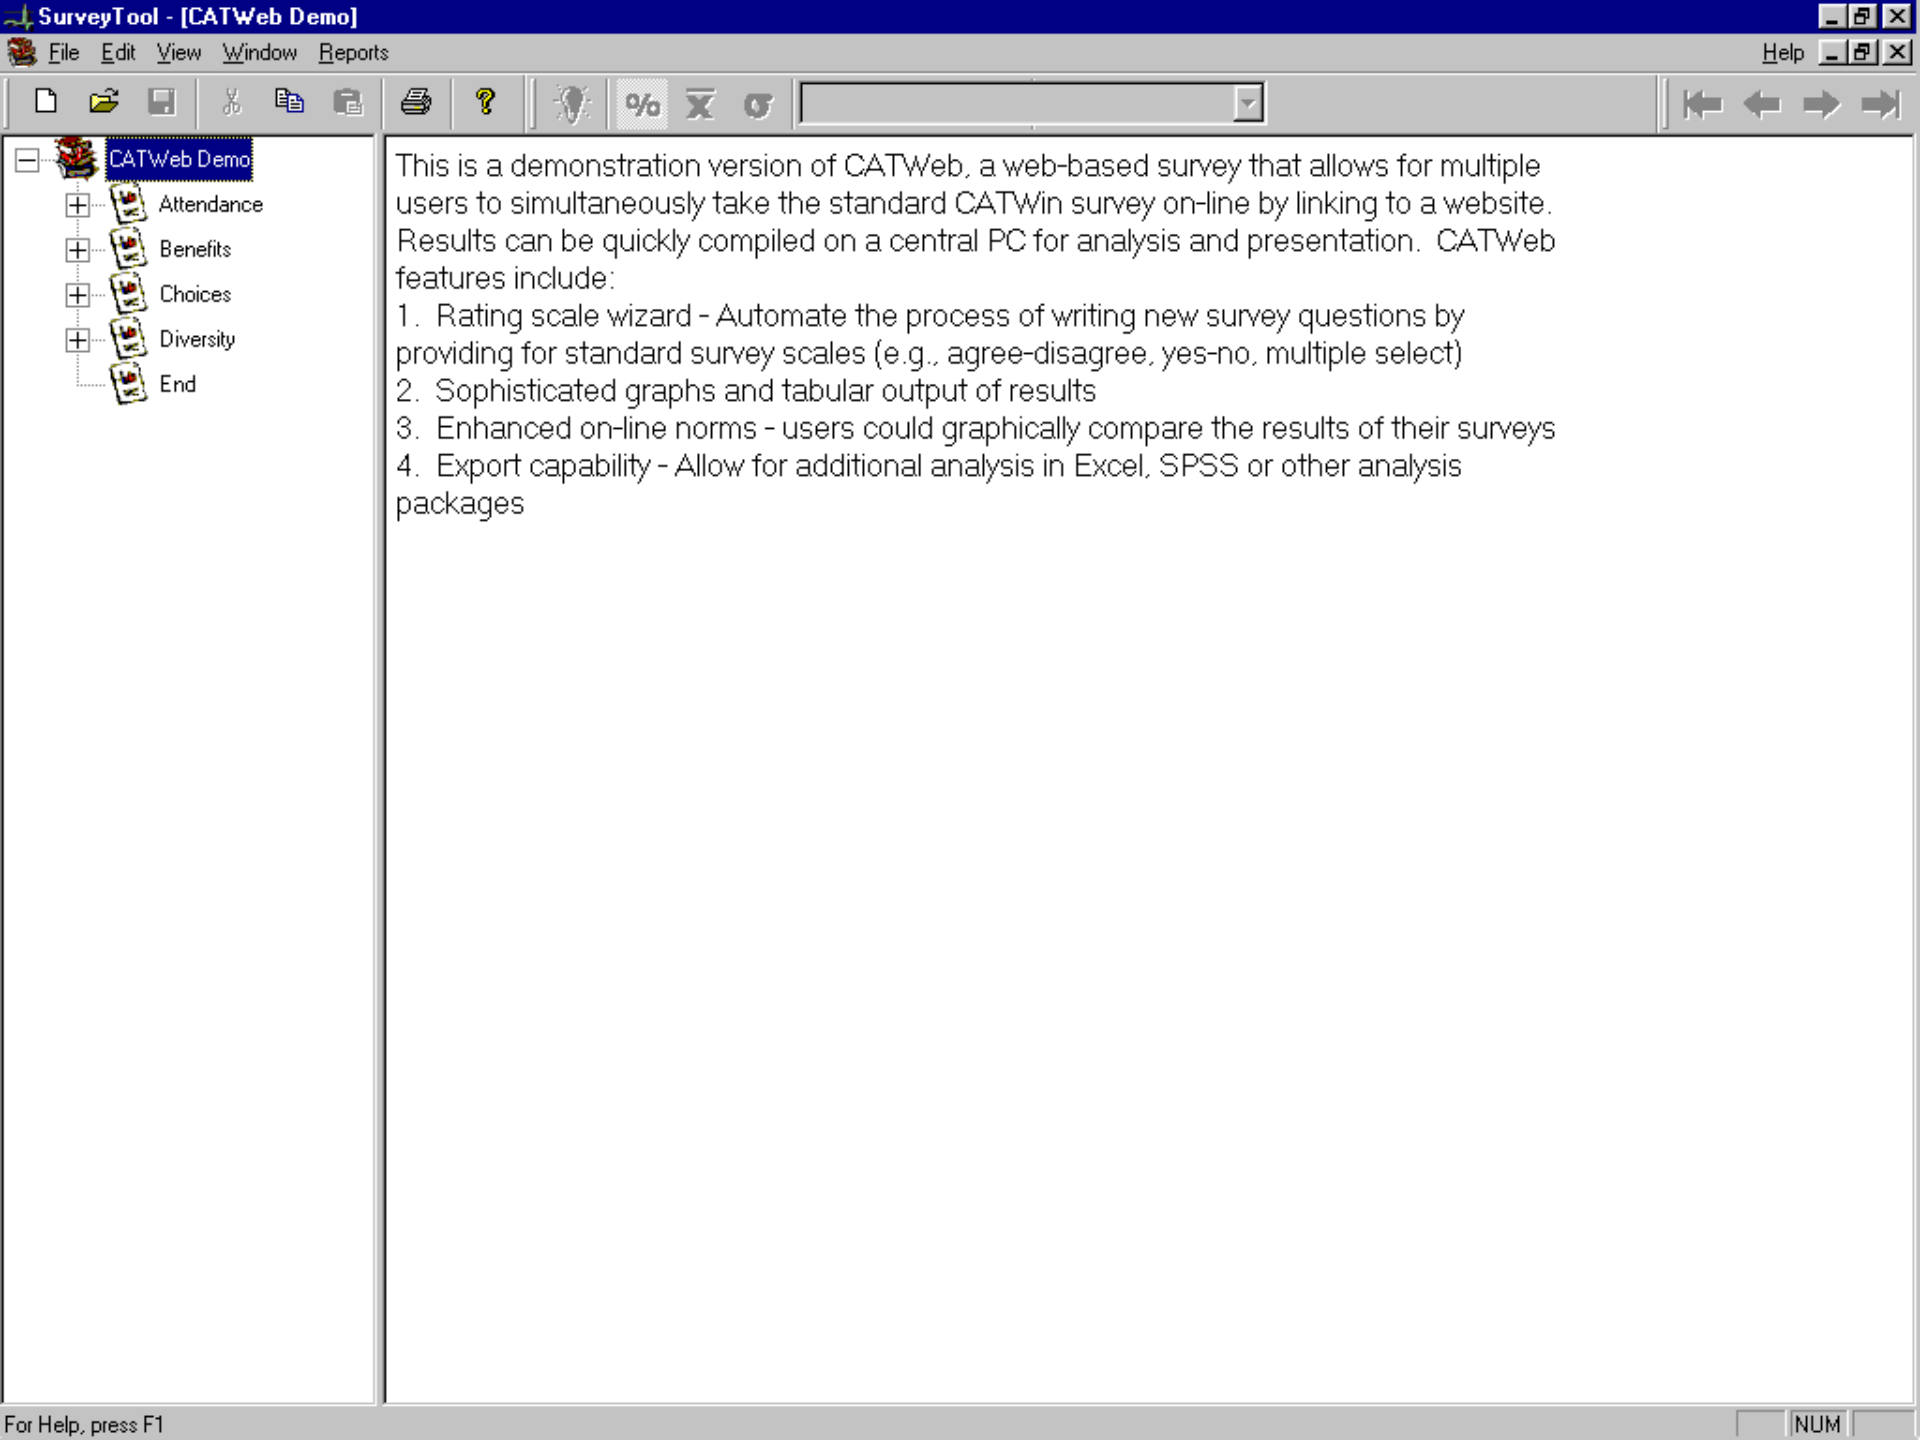 SurveyTool - [CATWeb Demo]
File Edit View Window Reports Help
%
x
σ
CATWeb Demo
Attendance
Benefits
Choices
Diversity
End
This is a demonstration version of CATWeb, a web-based survey that allows for multiple
users to simultaneously take the standard CATWin survey on-line by linking to a website.
Results can be quickly compiled on a central PC for analysis and presentation.  CATWeb
features include:
1.  Rating scale wizard - Automate the process of writing new survey questions by
providing for standard survey scales (e.g., agree-disagree, yes-no, multiple select)
2.  Sophisticated graphs and tabular output of results
3.  Enhanced on-line norms - users could graphically compare the results of their surveys
4.  Export capability - Allow for additional analysis in Excel, SPSS or other analysis
packages
For Help, press F1
NUM